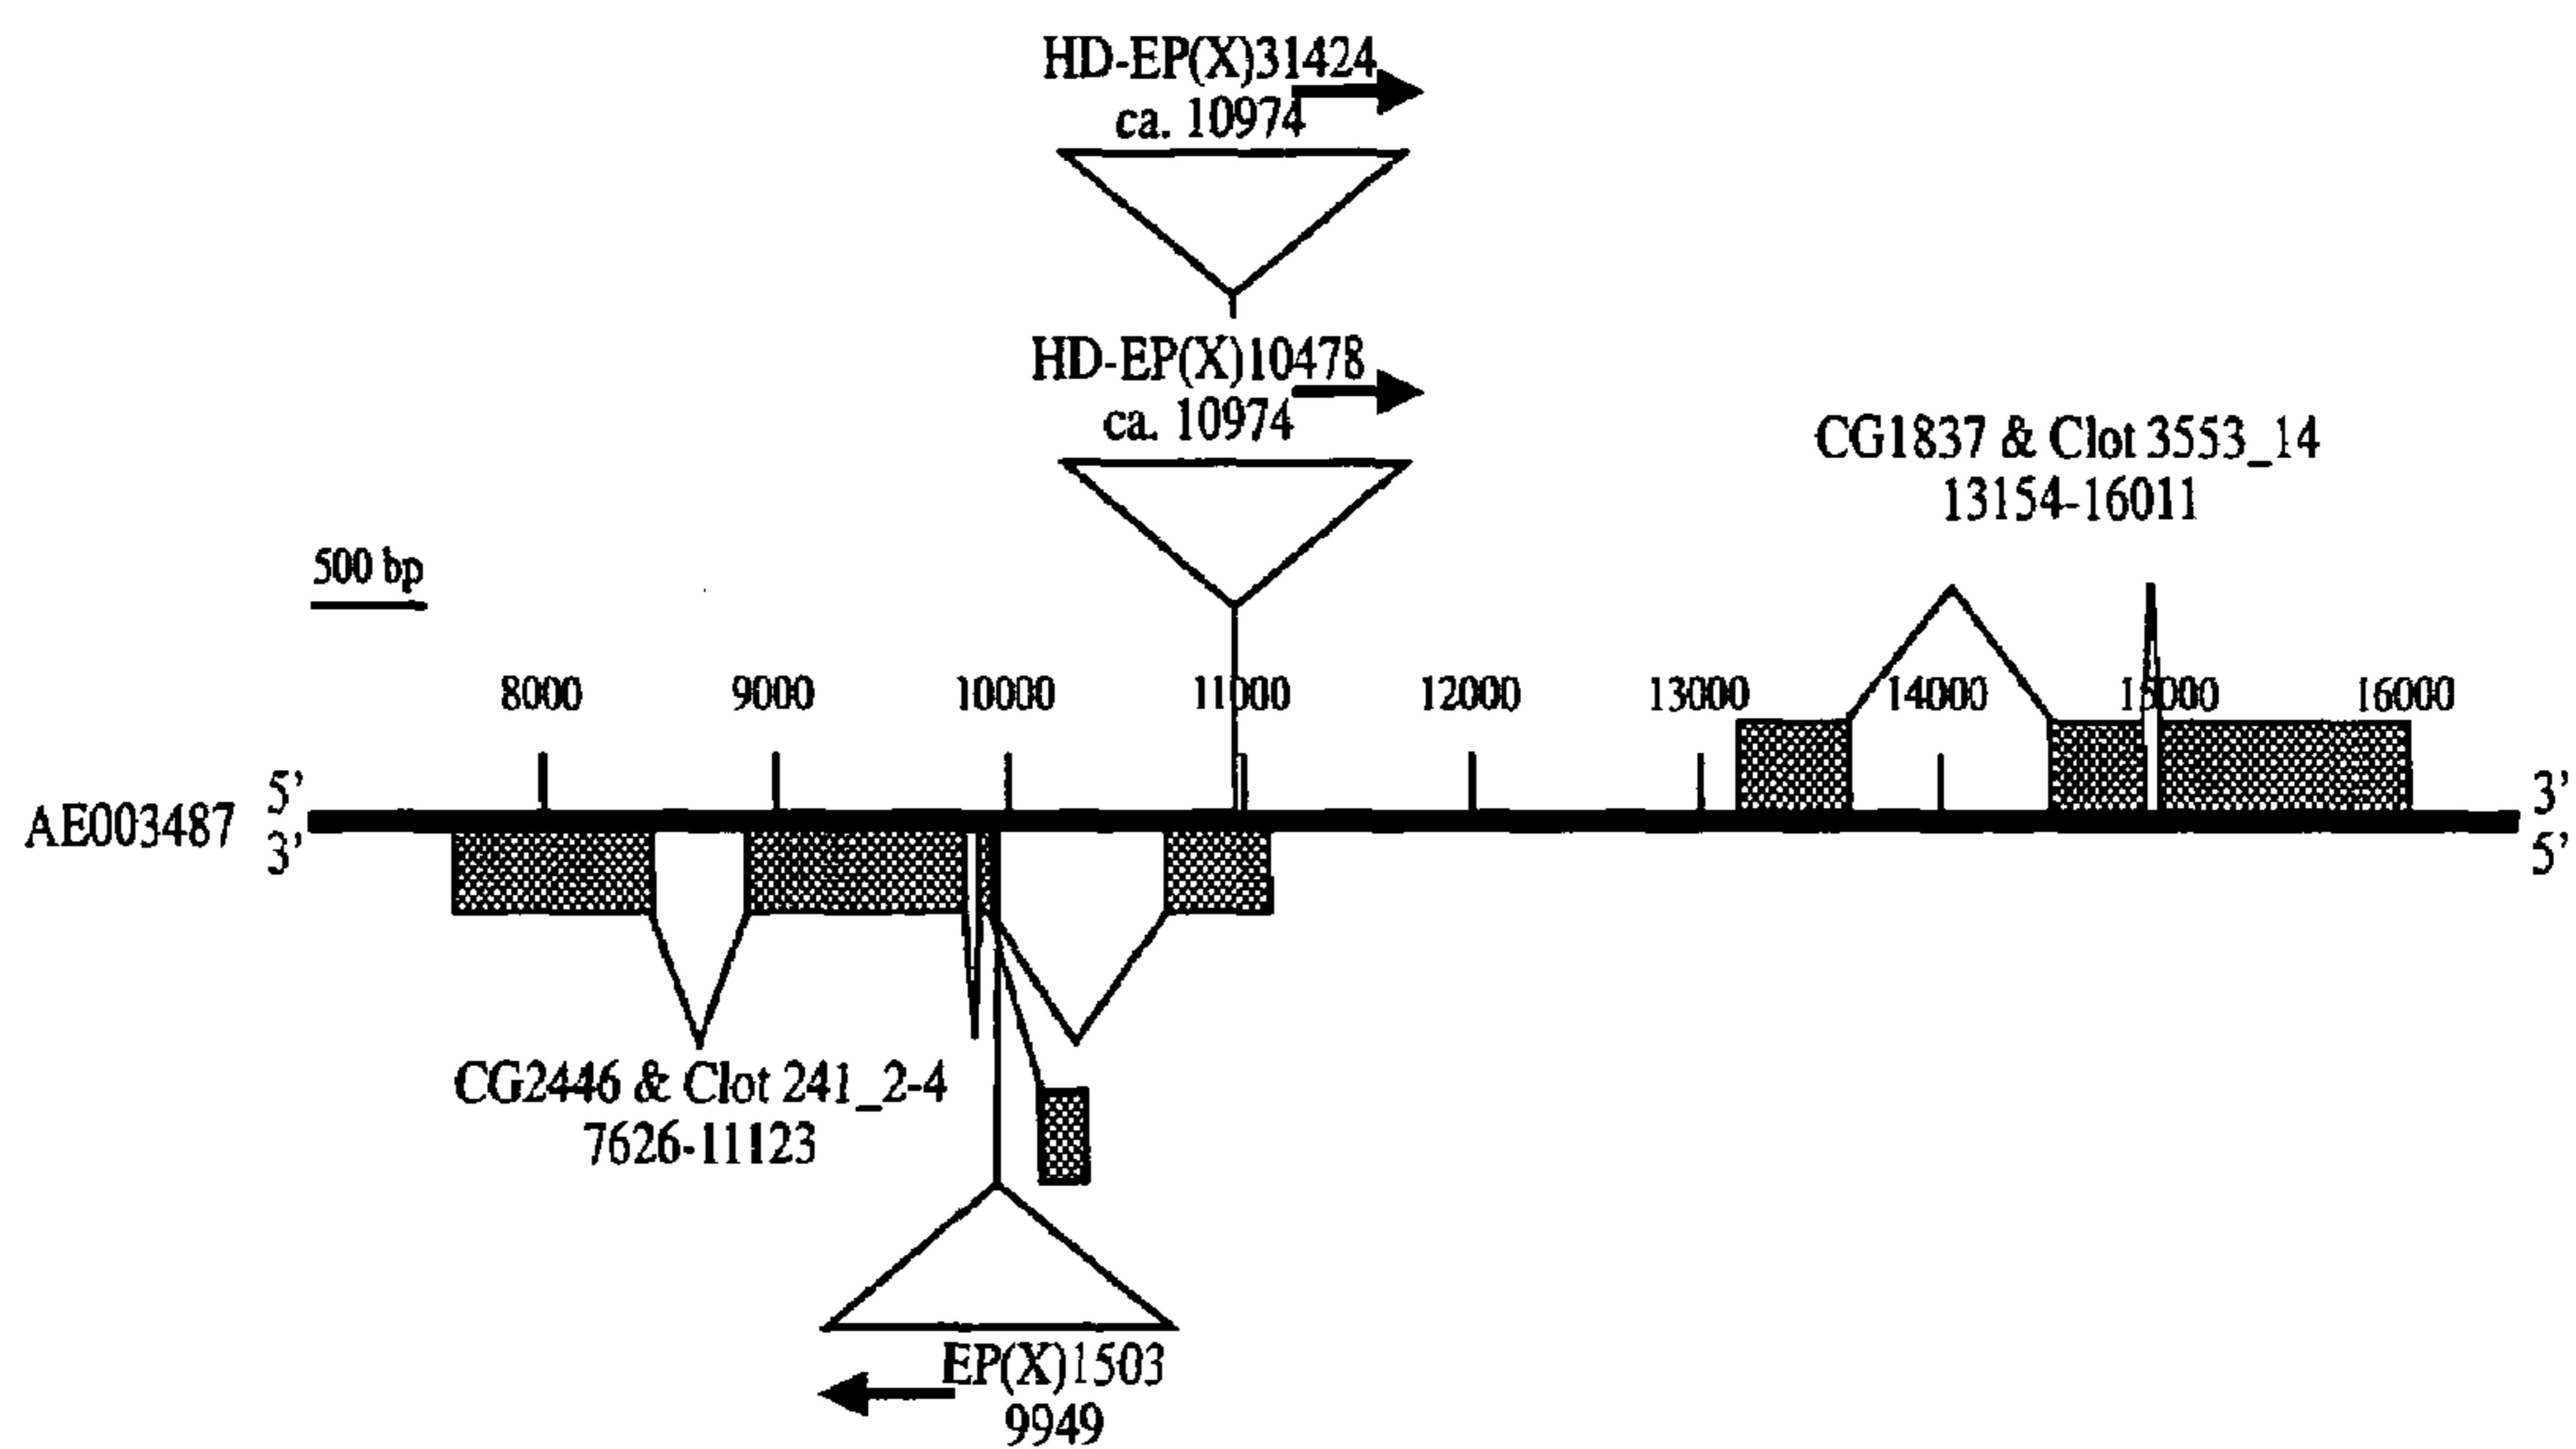 HD-EP(X)31424
ca. 10974
HD-EP(X)10478
ca. 10974
CG1837 & Clot 3553_14
13154-16011
500 bp
8000 9000 10000 11000 12000 13000 14000 15000 16000
5' 3'
AE003487
3' 5'
CG2446 & Clot 241_2-4
7626-11123
EP(X)1503
9949